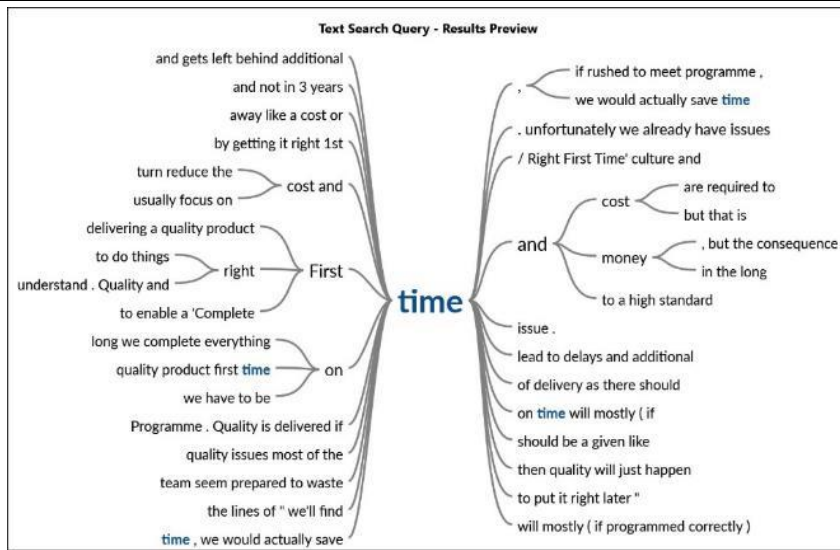 Text Search Query - Results Preview
and gets left behind additional
and not in 3 years
away like a cost or
by getting it right 1st
turn reduce the
usually focus on
cost and
delivering a quality product
to do things
understand . Quality and
right
to enable a 'Complete
First
long we complete everything
quality product first time
we have to be
on
Programme . Quality is delivered if
quality issues most of the
team seem prepared to waste
the lines of " we'll find
time , we would actually save
time
,
if rushed to meet programme ,
we would actually save time
. unfortunately we already have issues
/ Right First Time' culture and
and
cost
are required to
but that is
money
, but the consequence
in the long
to a high standard
issue .
lead to delays and additional
of delivery as there should
on time will mostly ( if
should be a given like
then quality will just happen
to put it right later "
will mostly ( if programmed correctly )